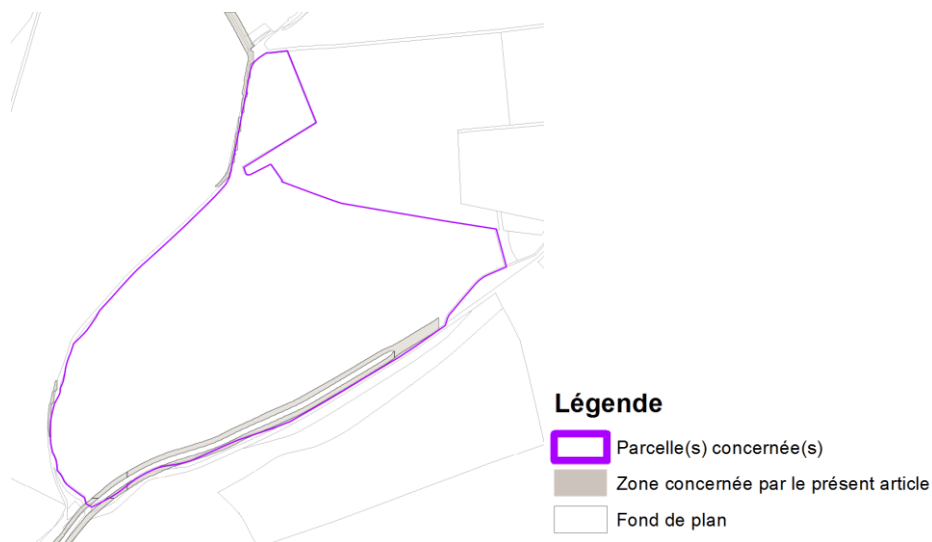 Légende
Parcelle(s) concernée(s)
Zone concernée par le présent article
Fond de plan